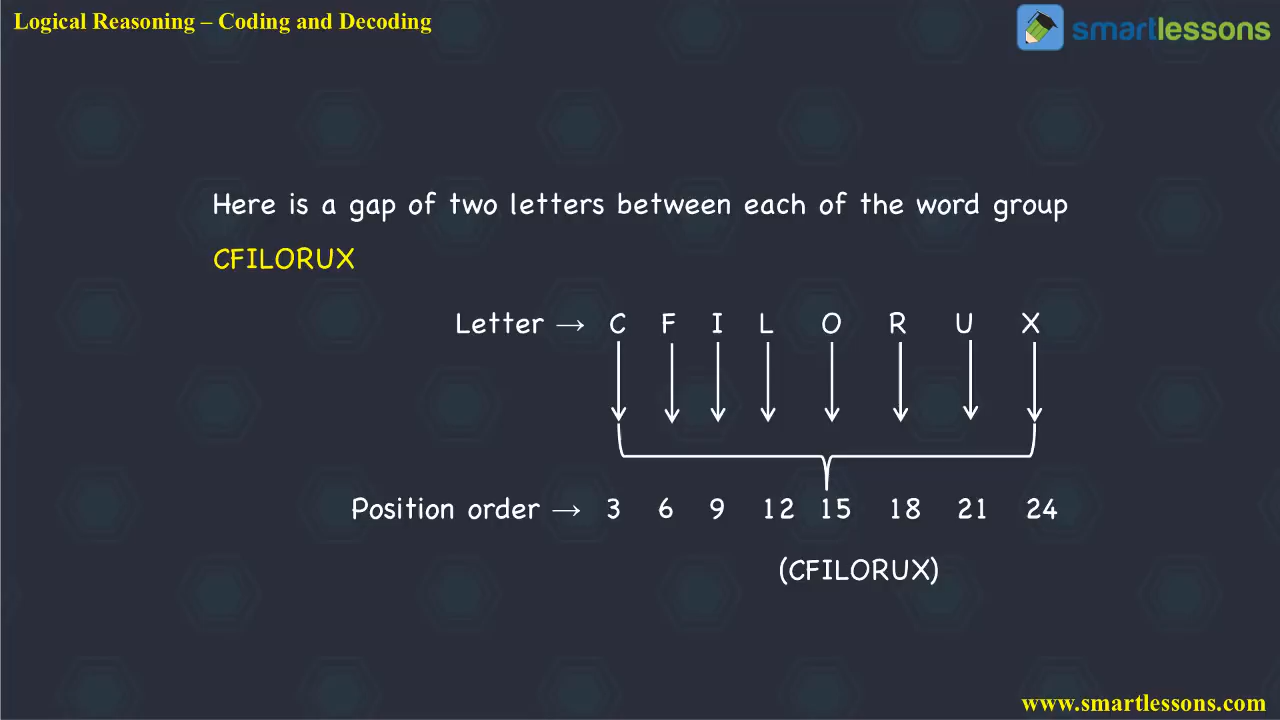 Logical Reasoning – Coding and Decoding
smartlessons
Here is a gap of two letters between each of the word group
CFILORUX
Letter → C F I L O R U X
Position order → 3 6 9 12 15 18 21 24
(CFILORUX)
www.smartlessons.com